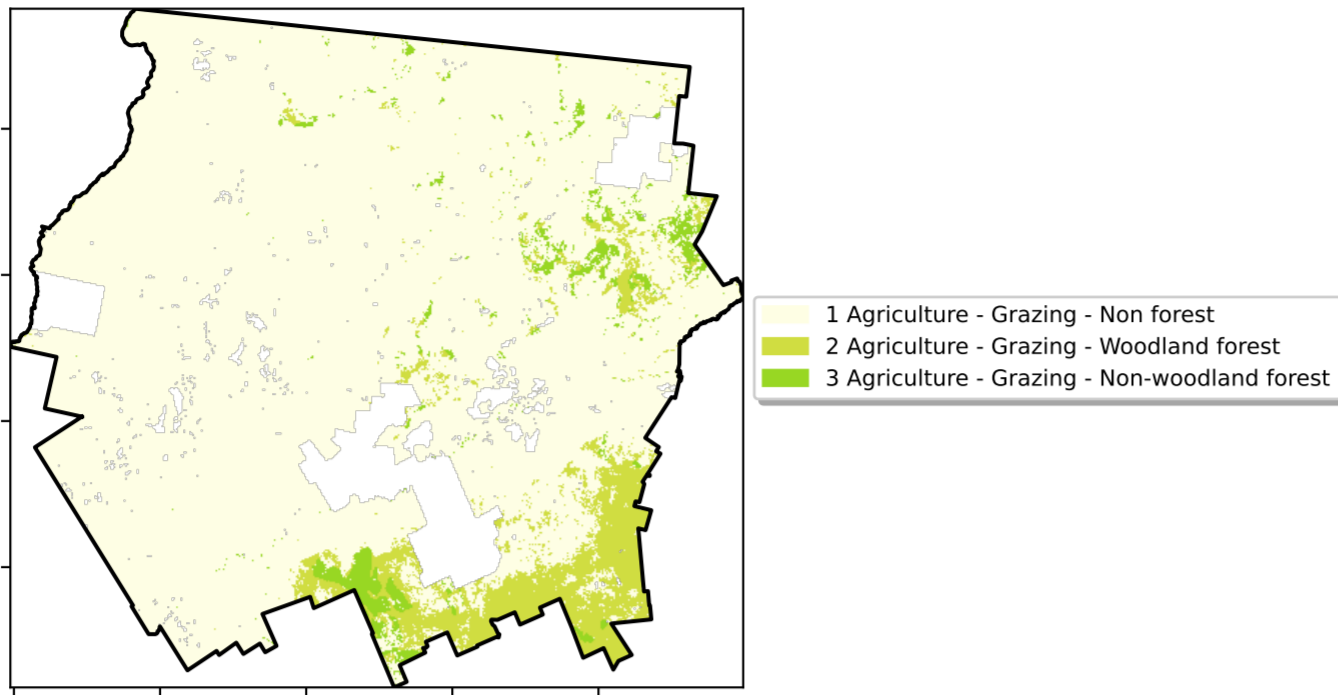 1 Agriculture - Grazing - Non forest
2 Agriculture - Grazing - Woodland forest
3 Agriculture - Grazing - Non-woodland forest